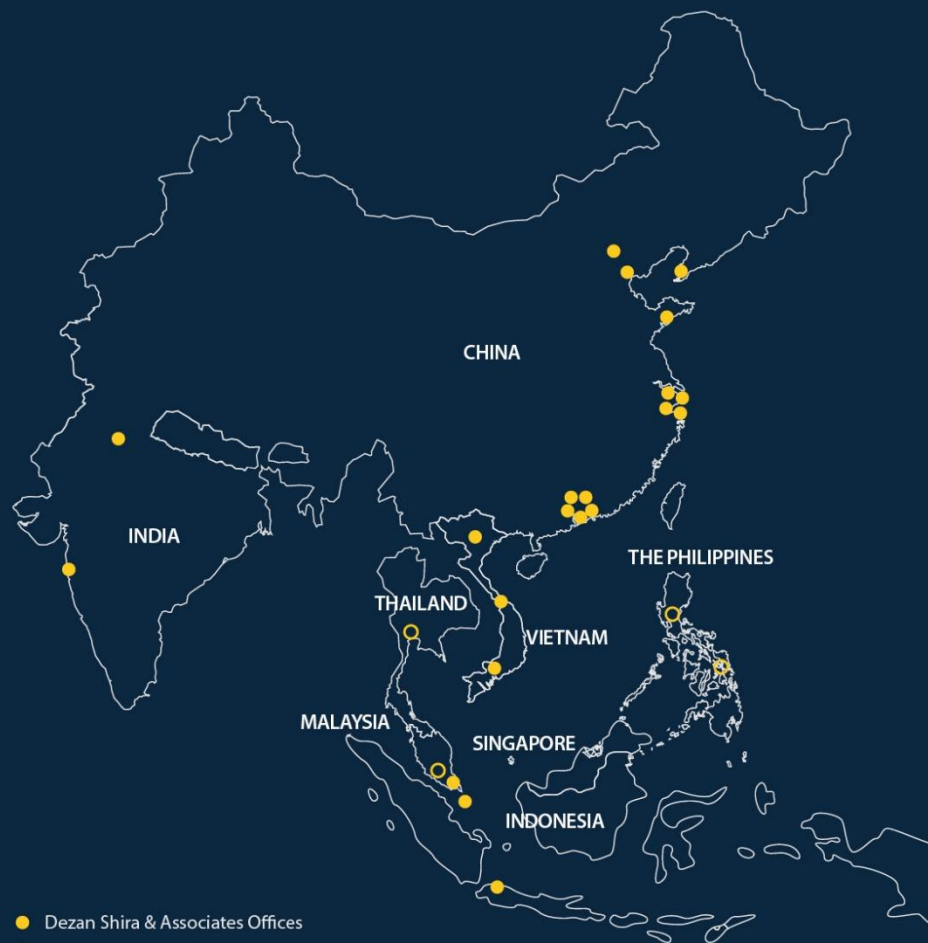 CHINA
INDIA
THE PHILIPPINES
THAILAND
VIETNAM
MALAYSIA
SINGAPORE
INDONESIA
Dezan Shira & Associates Offices